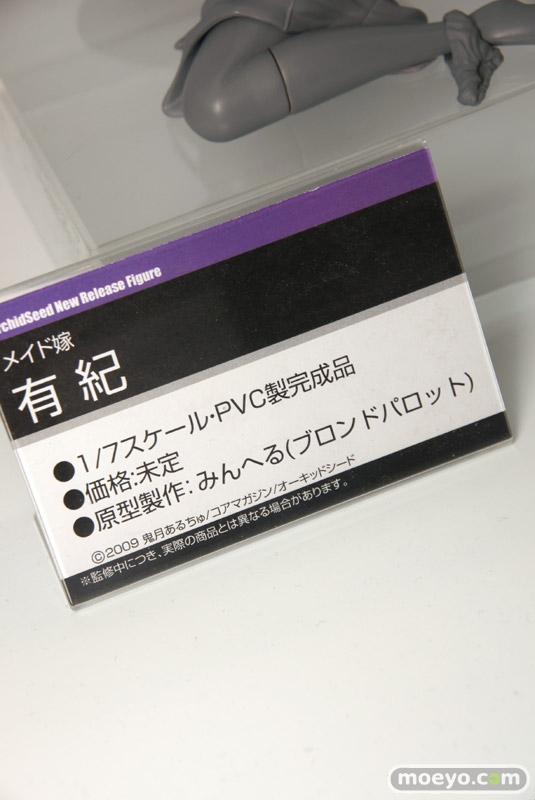 rchidSeed New Release Figure
メイド嫁
有紀
●1/7スケール・PVC製完成品
●価格:未定
●原型製作:みんへる(ブロンドパロット)
©2009 鬼月あるちゅ/コアマガジン/オーキッドシード
※監修中につき、実際の商品とは異なる場合があります。
moeyo.com